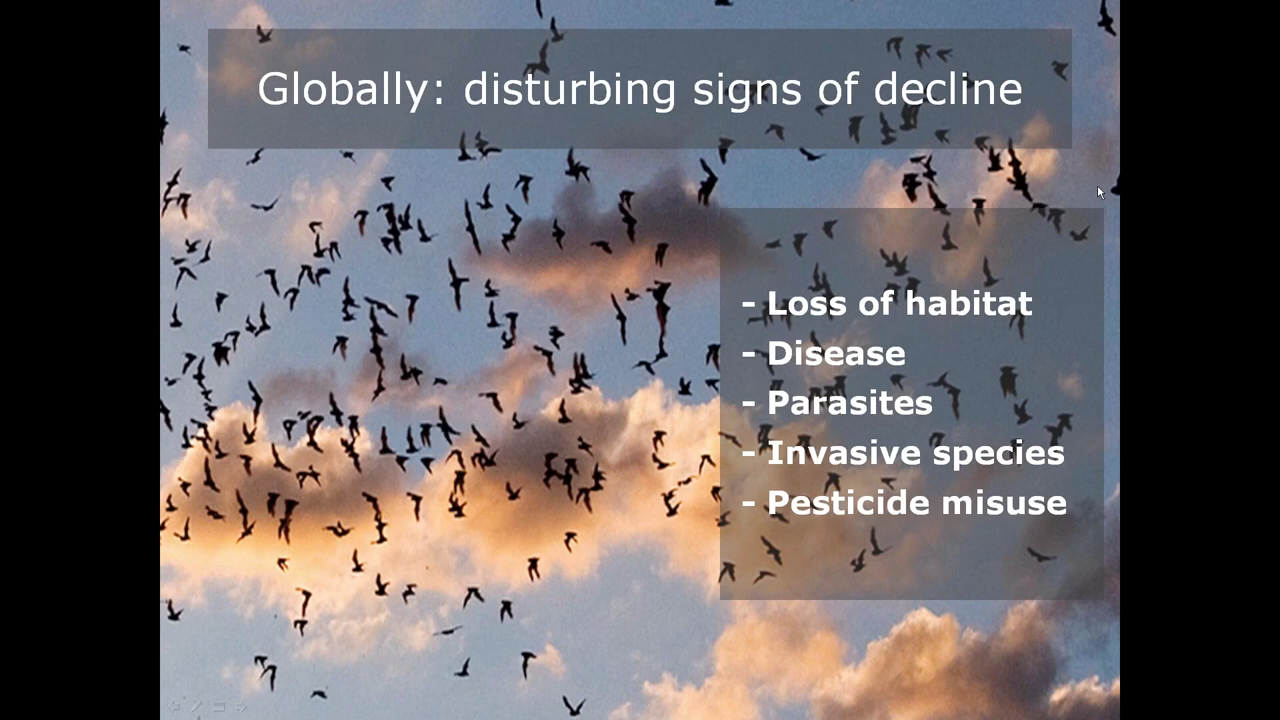 Globally: disturbing signs of decline
- Loss of habitat
- Disease
- Parasites
- Invasive species
- Pesticide misuse